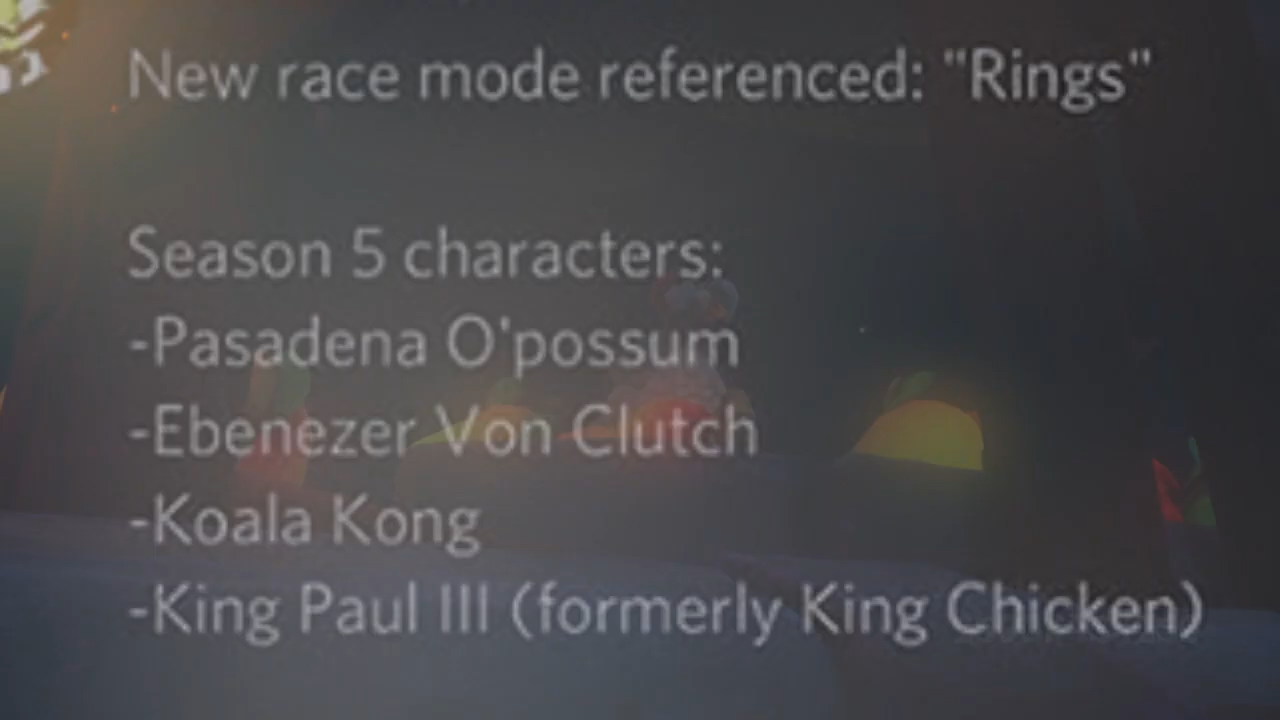 New race mode referenced: "Rings"
Season 5 characters:
-Pasadena O'possum
-Ebenezer Von Clutch
-Koala Kong
-King Paul III (formerly King Chicken)